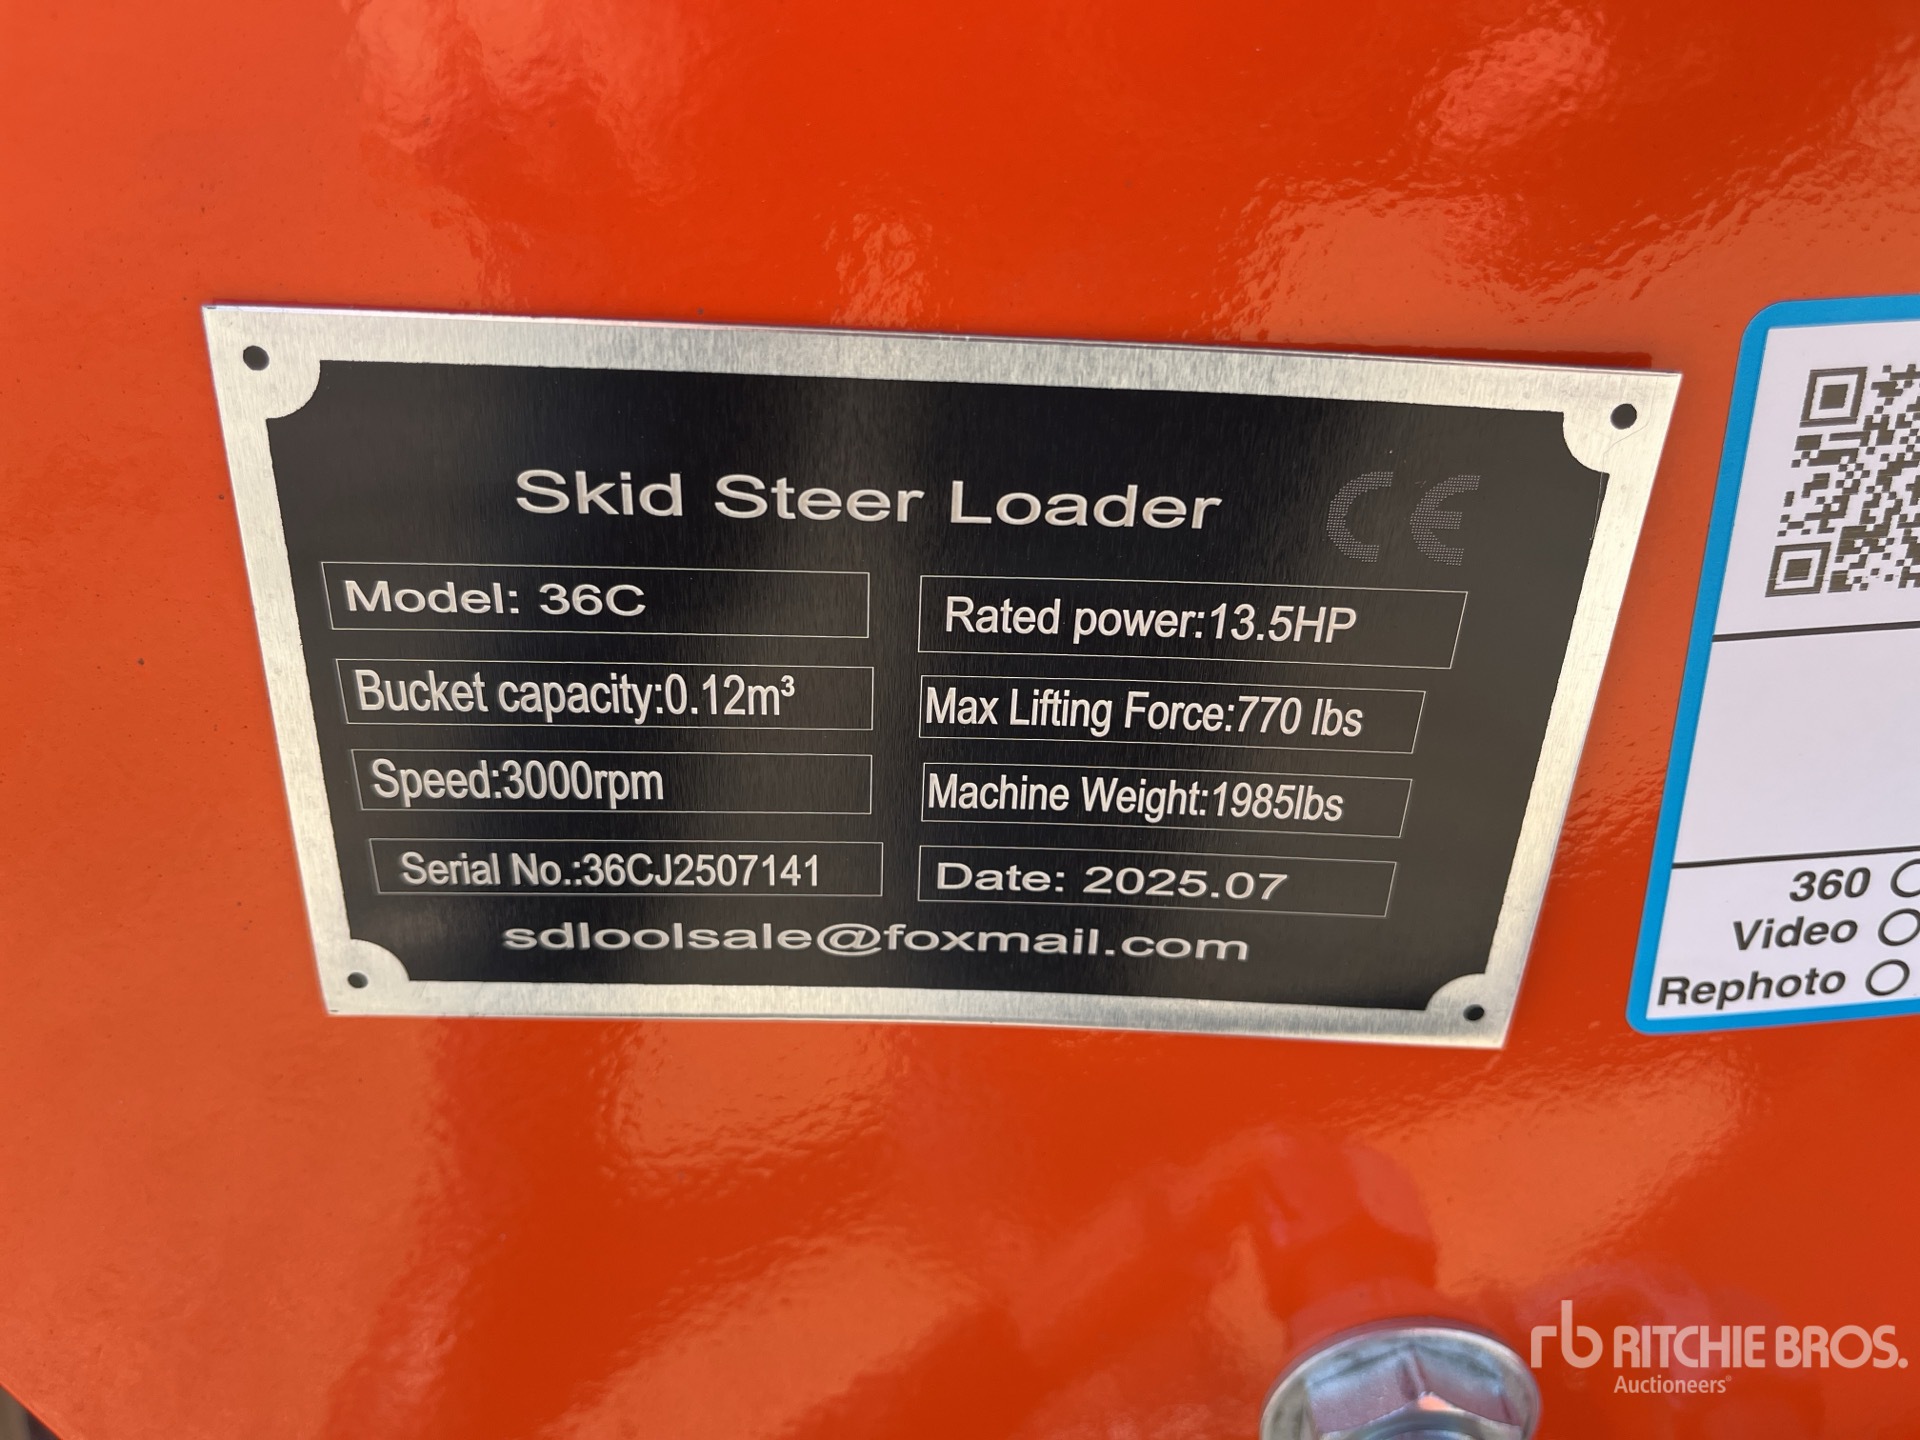 Skid Steer Loader CE
Model: 36C
Rated power:13.5HP
Bucket capacity:0.12m³
Max Lifting Force:770 lbs
Speed:3000rpm
Machine Weight:1985lbs
Serial No.:36CJ2507141
Date: 2025.07
sdloolsale@foxmail.com
360
Video
Rephoto
rb RITCHIE BROS.
Auctioneers